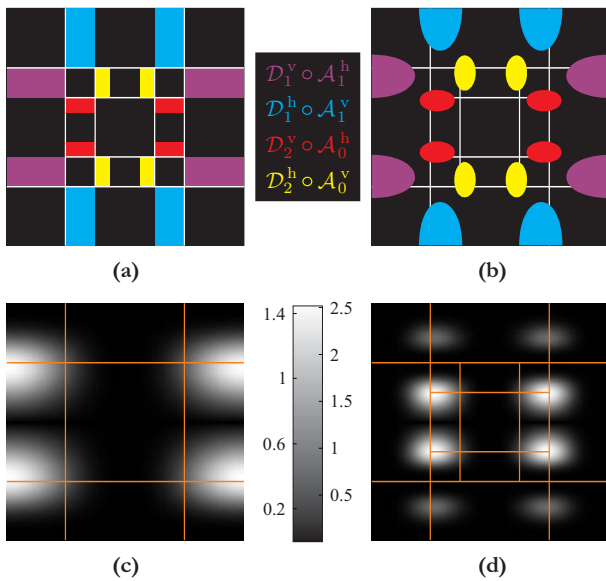 𝒟₁ᵛ ∘ 𝒜₁ʰ
𝒟₁ʰ ∘ 𝒜₁ᵛ
𝒟₂ᵛ ∘ 𝒜₀ʰ
𝒟₂ʰ ∘ 𝒜₀ᵛ
(a)
(b)
1.4
1
0.6
0.2
2.5
2
1.5
1
0.5
(c)
(d)